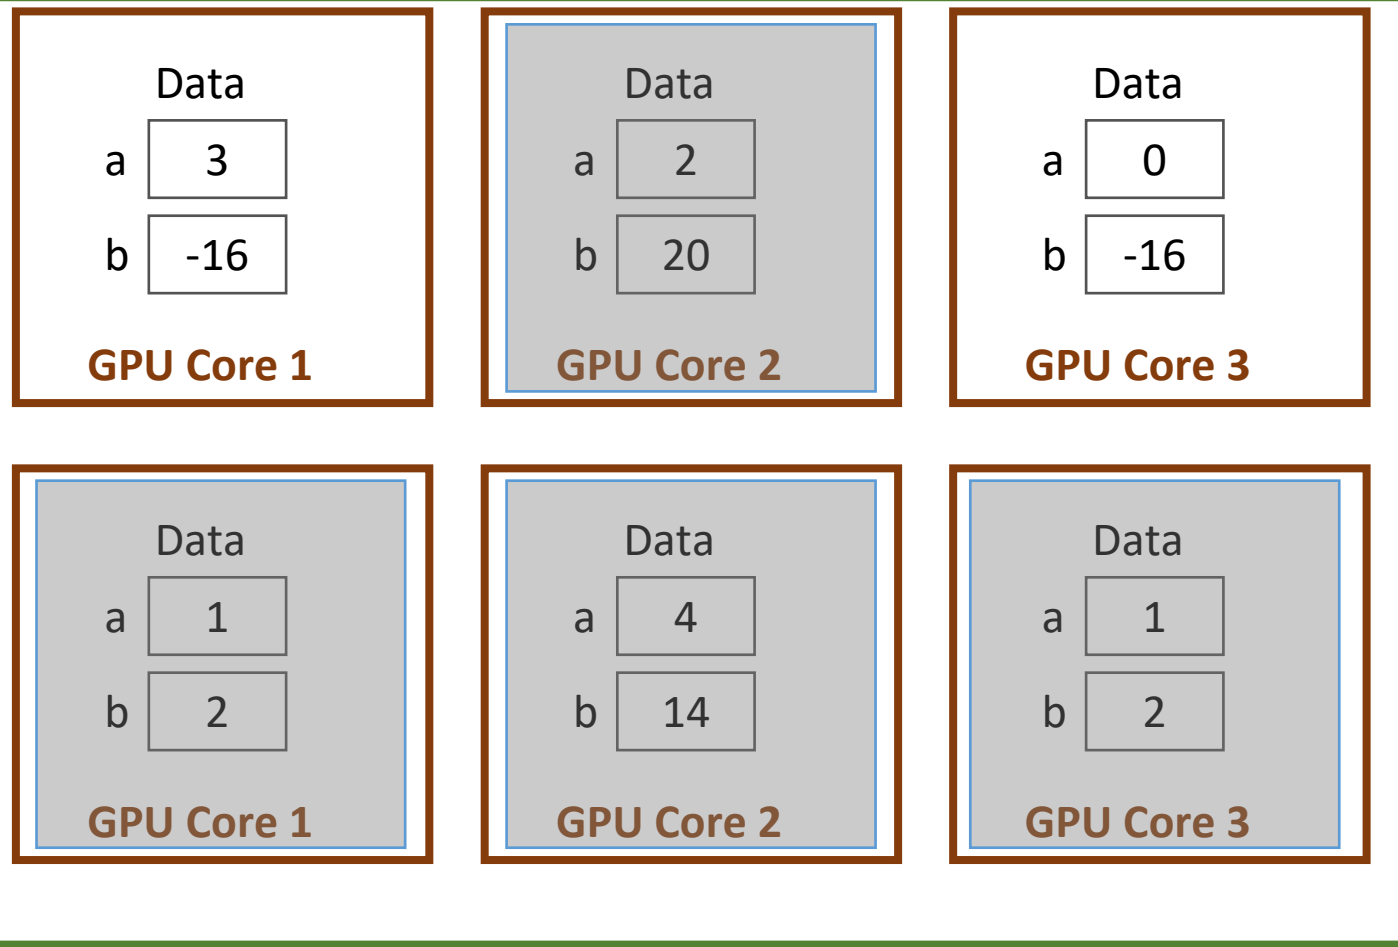 Data Data Data
a 3 a 2 a 0
b -16 b 20 b -16
GPU Core 1 GPU Core 2 GPU Core 3
Data Data Data
a 1 a 4 a 1
b 2 b 14 b 2
GPU Core 1 GPU Core 2 GPU Core 3